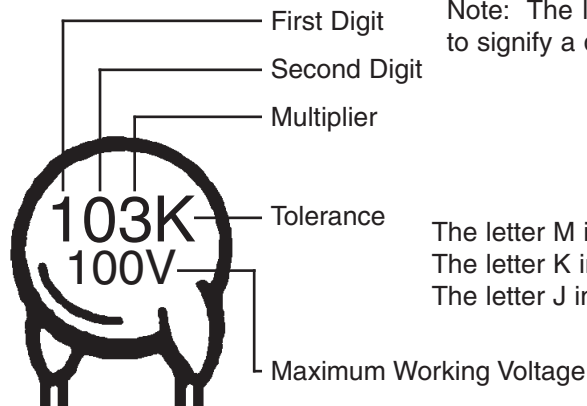 First Digit
Second Digit
Multiplier
103K
100V
Tolerance
Maximum Working Voltage
Note: The
to signify a
The letter M
The letter K
The letter J